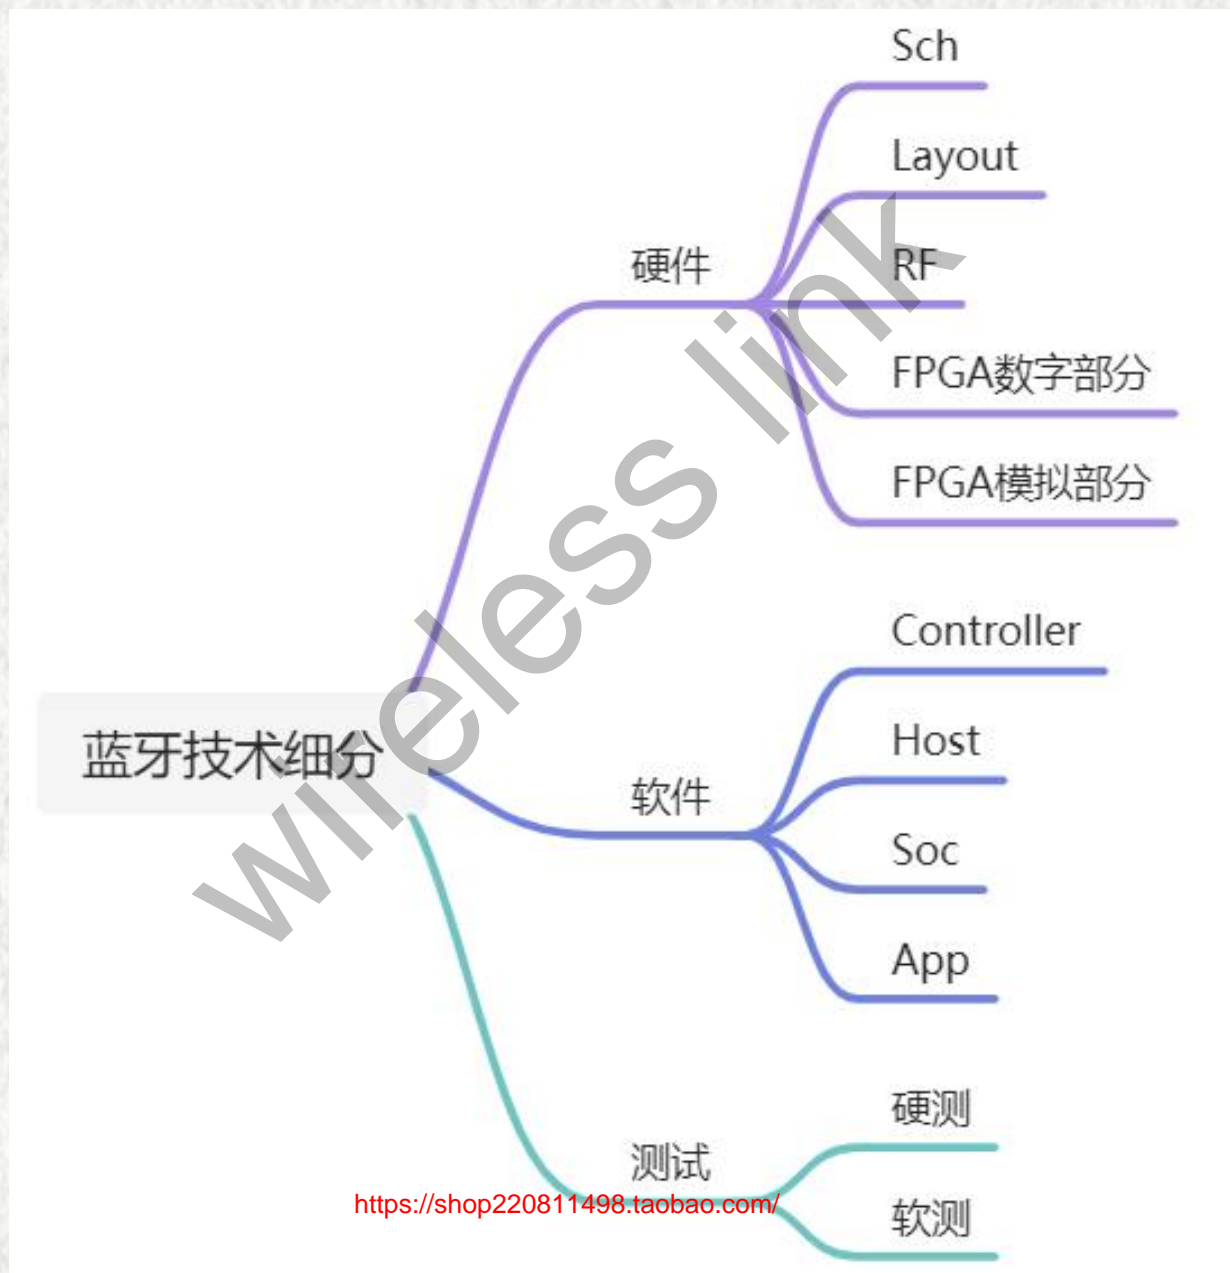 Sch
Layout
硬件
RF
FPGA数字部分
FPGA模拟部分
Controller
蓝牙技术细分
Host
软件
Soc
App
硬测
测试
https://shop220811498.taobao.com/
软测
wireless link